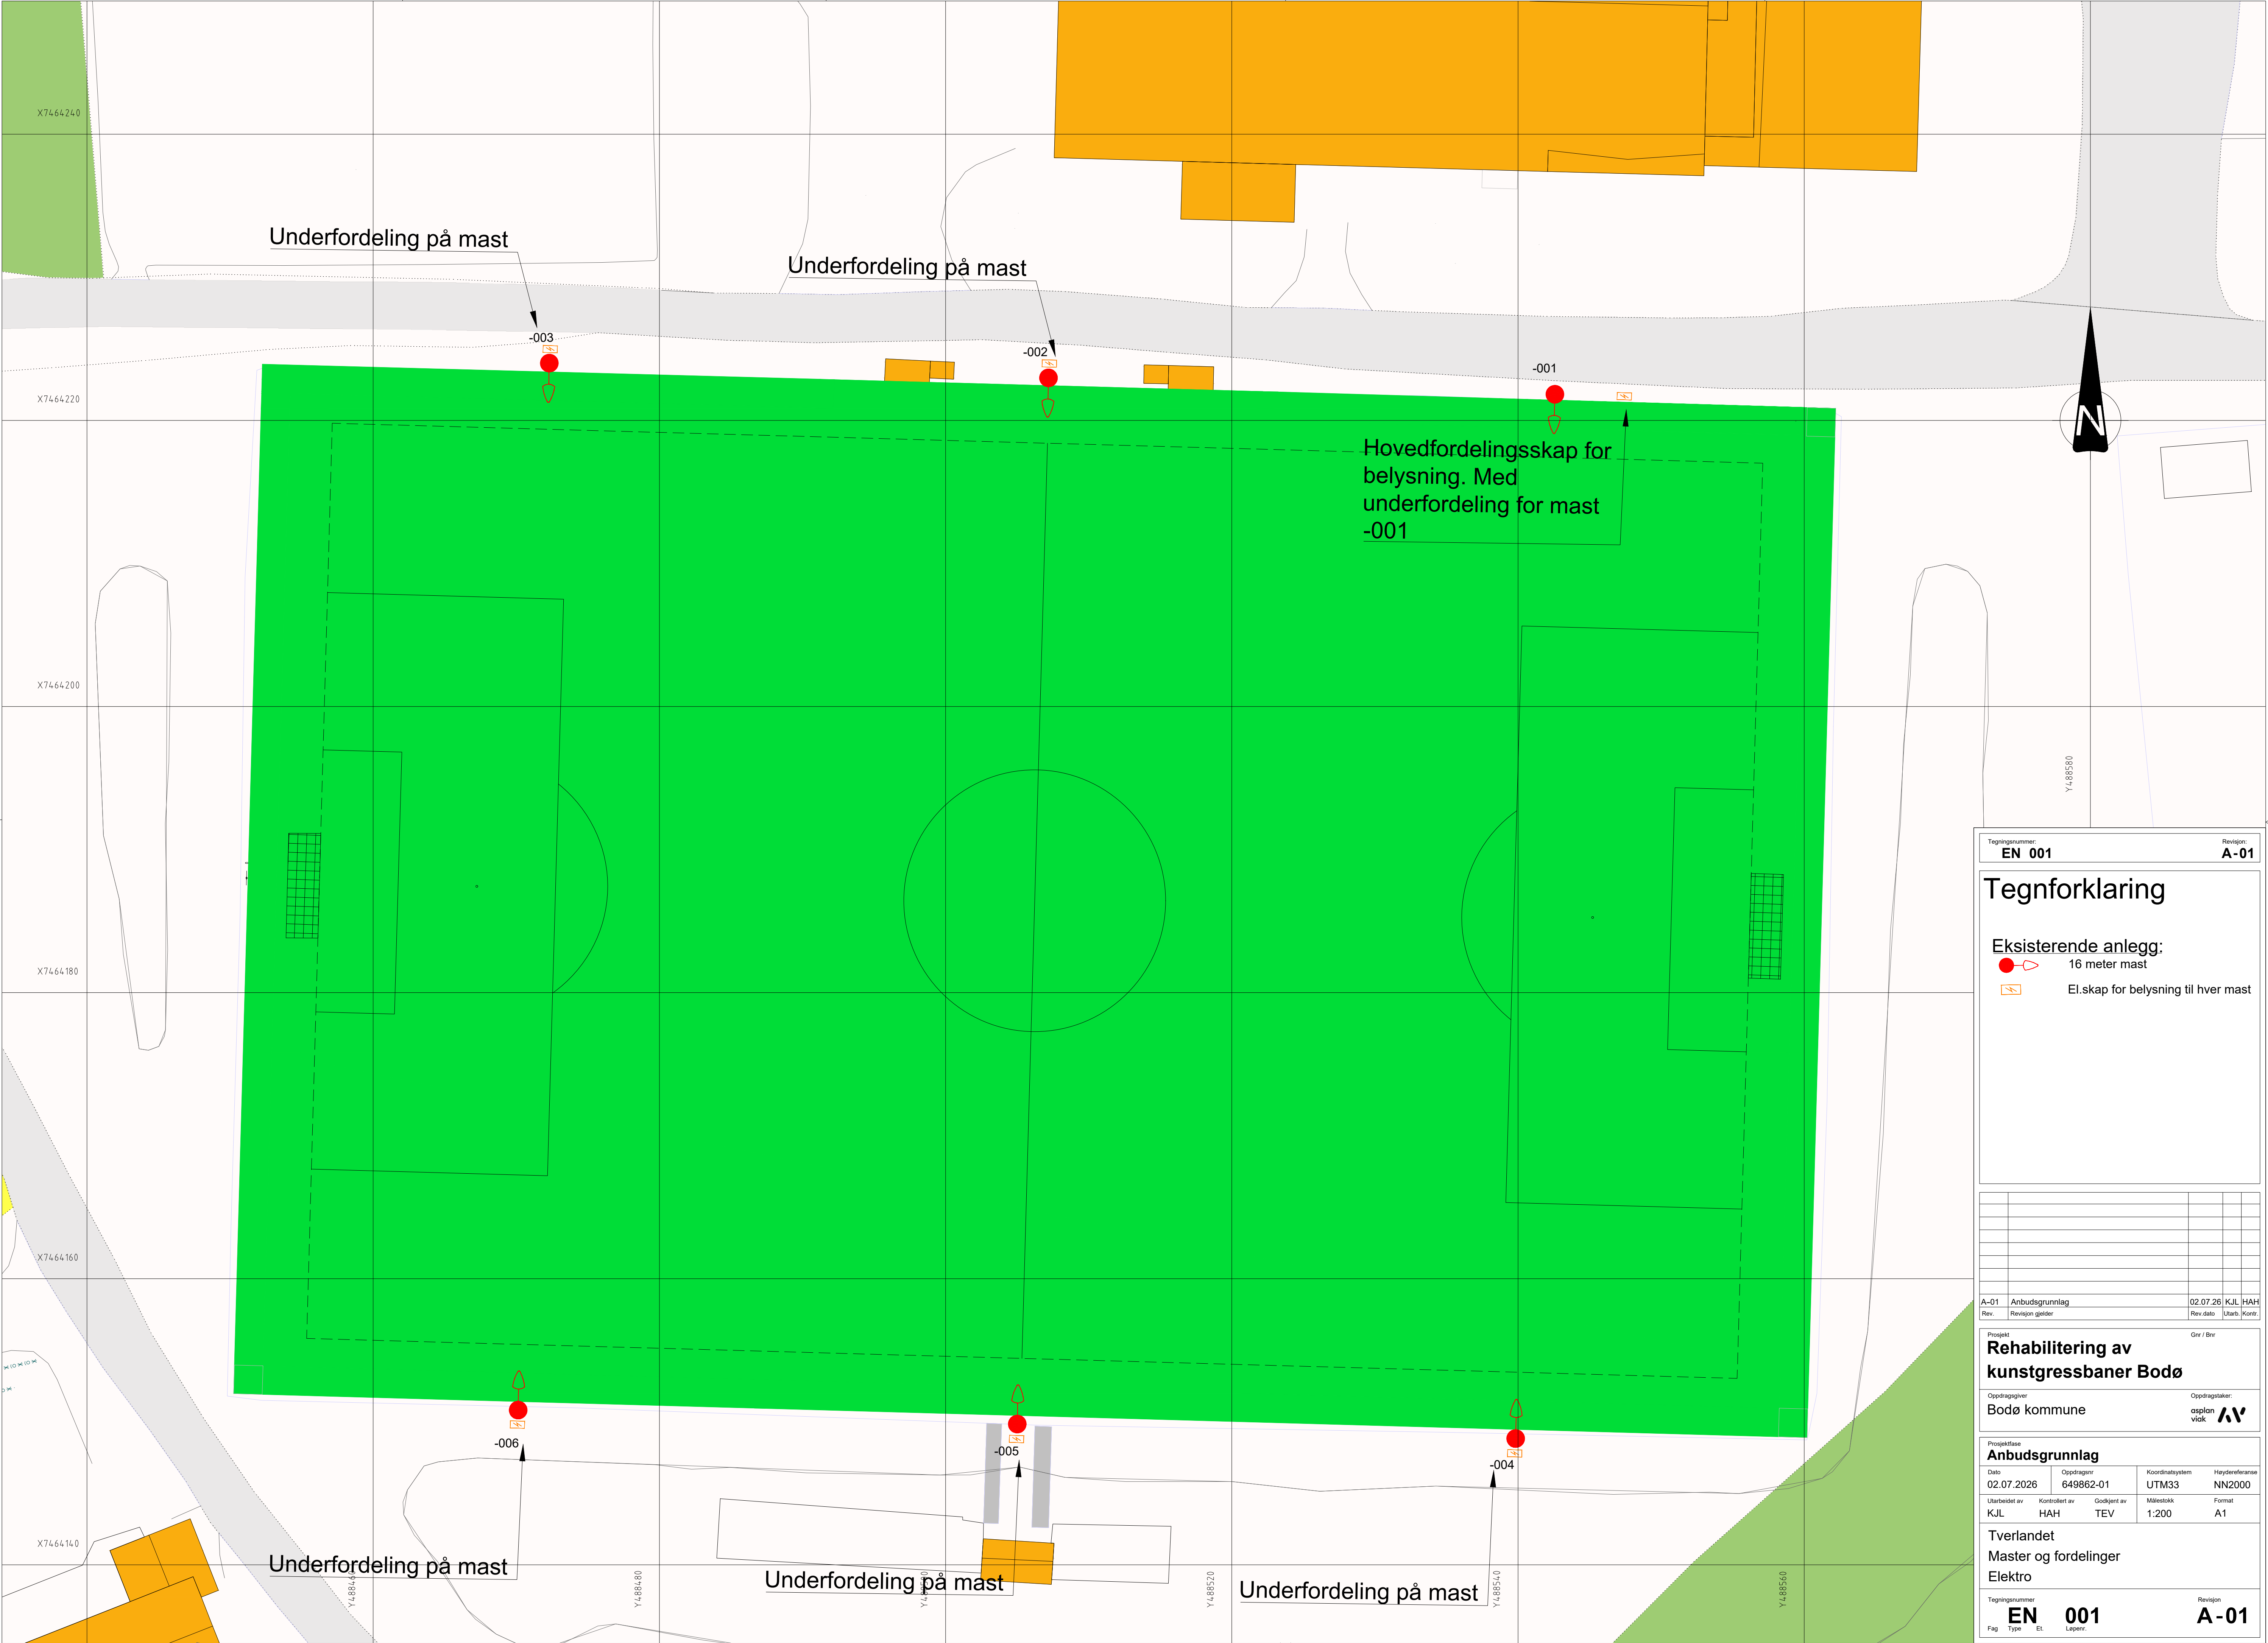 X7464240
Underfordeling på mast
Underfordeling på mast
-003
-002
-001
X7464220
N
Hovedfordelingsskap for
belysning. Med
underfordeling for mast
-001
X7464200
Y488580
X7464180
X7464160
-006
-005
-004
X7464140
Underfordeling på mast
Underfordeling på mast
Underfordeling på mast
Y488460
Y488480
Y488500
Y488520
Y488540
Y488560
Tegningsnummer:
Revisjon:
EN 001
A-01
Tegnforklaring
Eksisterende anlegg:
16 meter mast
El.skap for belysning til hver mast
A-01 Anbudsgrunnlag 02.07.26 KJL HAH
Rev. Revisjon gjelder Rev.dato Utarb. Kontr.
Prosjekt
Gnr / Bnr
Rehabilitering av
kunstgressbaner Bodø
Oppdragsgiver
Oppdragstaker:
Bodø kommune
asplan
viak
Prosjektfase
Anbudsgrunnlag
Dato Oppdragsnr Koordinatsystem Høydereferanse
02.07.2026 649862-01 UTM33 NN2000
Utarbeidet av Kontrollert av Godkjent av Målestokk Format
KJL HAH TEV 1:200 A1
Tverlandet
Master og fordelinger
Elektro
Tegningsnummer
Revisjon
EN 001 A-01
Fag Type Et. Løpenr.